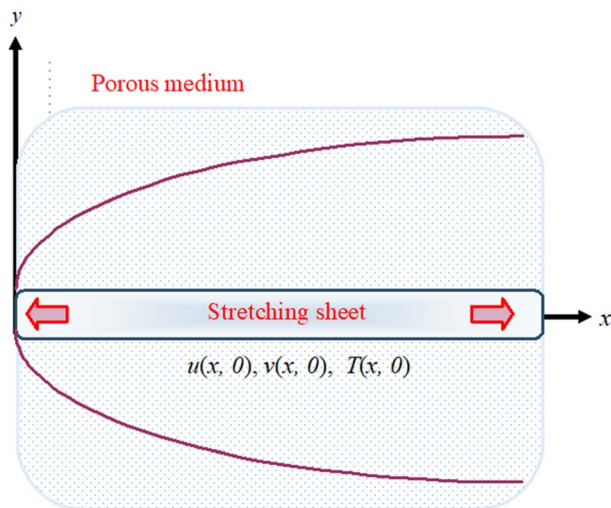 y
Porous medium
Stretching sheet
x
u(x, 0), v(x, 0), T(x, 0)